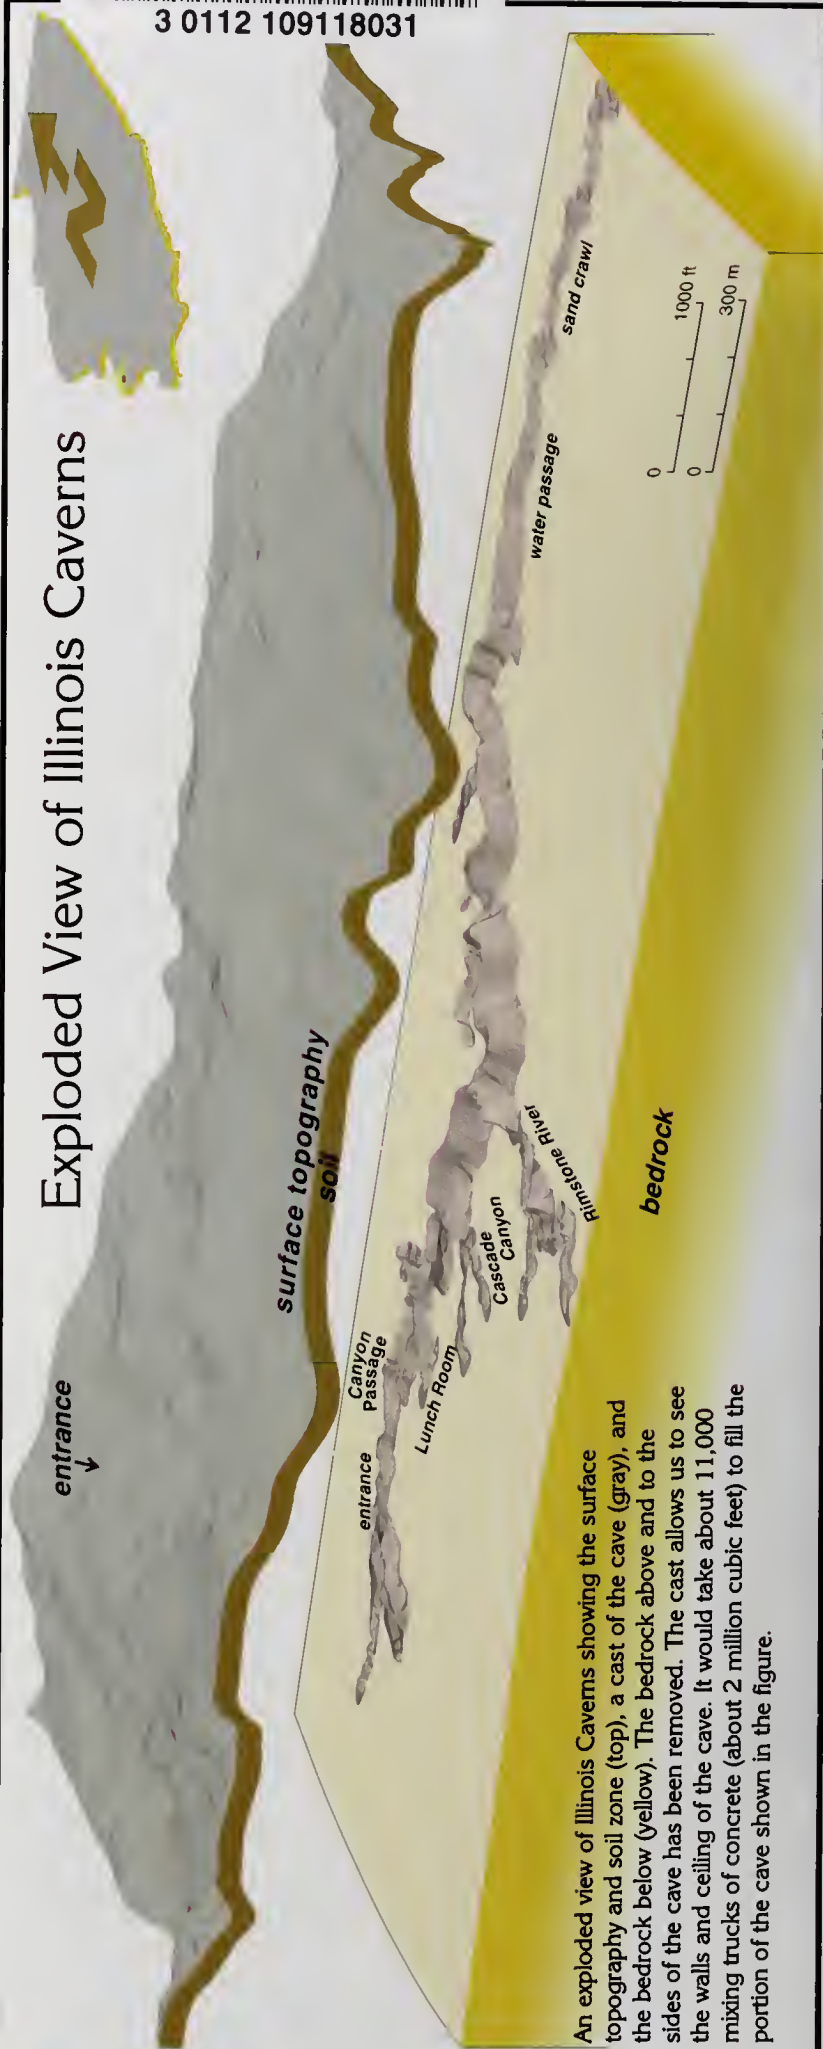 3 0112 109118031
N
Exploded View of Illinois Caverns
entrance
surface topography
soil
entrance
Canyon
Passage
Lunch Room
Cascade
Canyon
Rimstone River
water passage
sand crawl
0 1000 ft
0 300 m
bedrock
An exploded view of Illinois Caverns showing the surface
topography and soil zone (top), a cast of the cave (gray), and
the bedrock below (yellow). The bedrock above and to the
sides of the cave has been removed. The cast allows us to see
the walls and ceiling of the cave. It would take about 11,000
mixing trucks of concrete (about 2 million cubic feet) to fill the
portion of the cave shown in the figure.